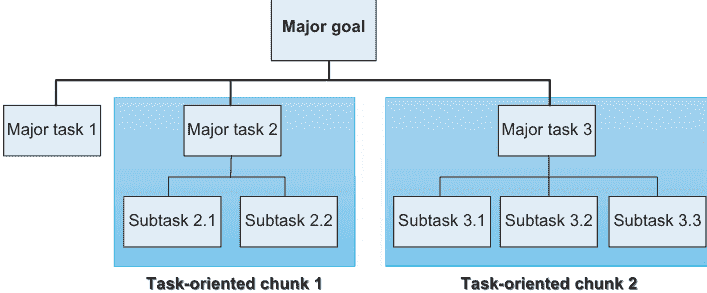 Major goal
Major task 1
Major task 2
Major task 3
Subtask 2.1
Subtask 2.2
Subtask 3.1
Subtask 3.2
Subtask 3.3
Task-oriented chunk 1
Task-oriented chunk 2